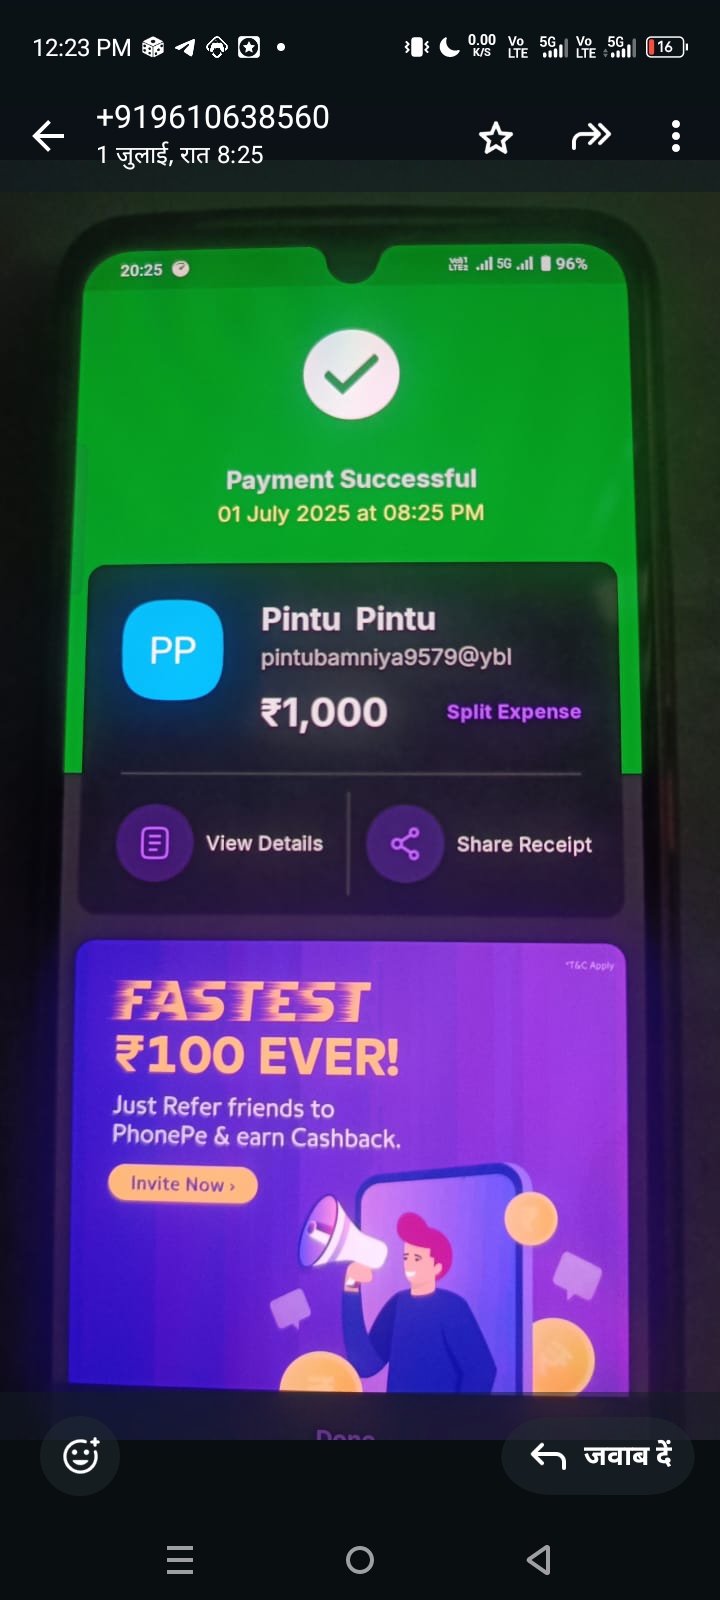 12:23 PM
0.00 K/S Vo LTE 5G Vo LTE 5G 16
+919610638560
1 जुलाई, रात 8:25
20:25
5G 96%
Payment Successful
01 July 2025 at 08:25 PM
PP
Pintu Pintu
pintubamniya9579@ybl
₹1,000
Split Expense
View Details
Share Receipt
*T&C Apply
FASTEST
₹100 EVER!
Just Refer friends to
PhonePe & earn Cashback.
Invite Now ›
Done
जवाब दें